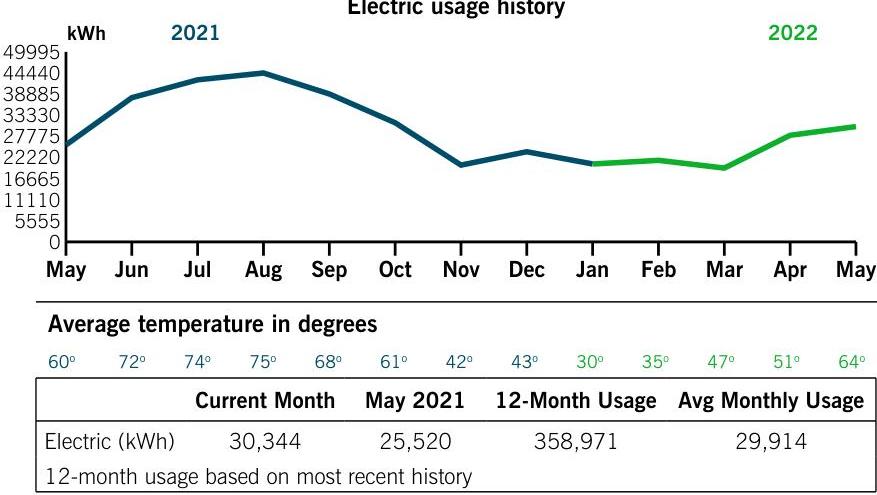 Electric usage history
kWh 2021 2022
49995
44440
38885
33330
27775
22220
16665
11110
5555
0
May Jun Jul Aug Sep Oct Nov Dec Jan Feb Mar Apr May
Average temperature in degrees
60° 72° 74° 75° 68° 61° 42° 43° 30° 35° 47° 51° 64°
Current Month May 2021 12-Month Usage Avg Monthly Usage
Electric (kWh) 30,344 25,520 358,971 29,914
12-month usage based on most recent history